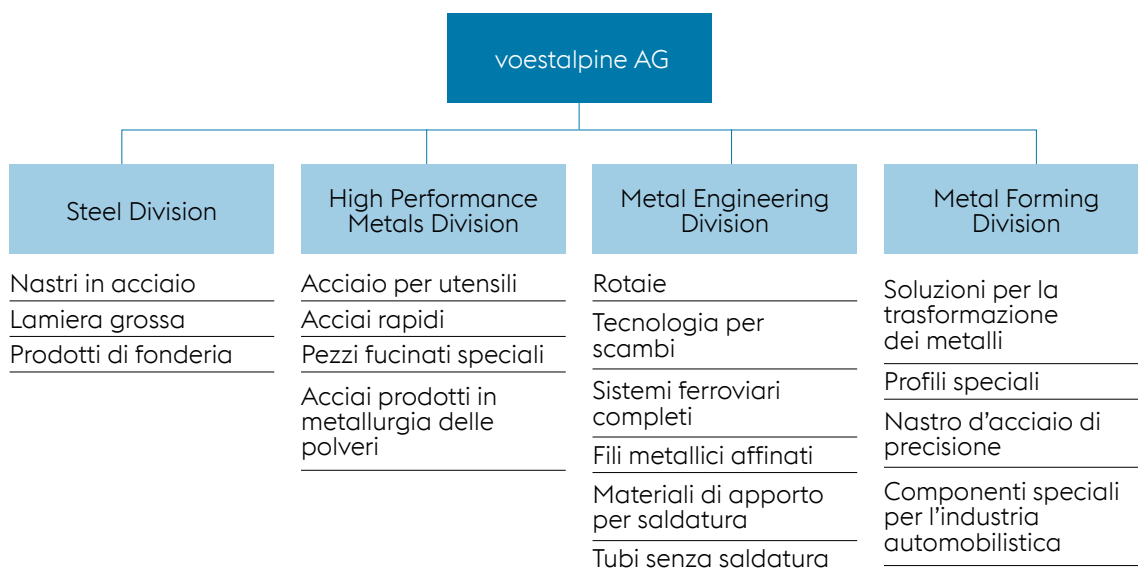 voestalpine AG
Steel Division
Nastri in acciaio
Lamiera grossa
Prodotti di fonderia
High Performance
Metals Division
Acciaio per utensili
Acciai rapidi
Pezzi fucinati speciali
Acciai prodotti in
metallurgia delle
polveri
Metal Engineering
Division
Rotaie
Tecnologia per
scambi
Sistemi ferroviari
completi
Fili metallici affinati
Materiali di apporto
per saldatura
Tubi senza saldatura
Metal Forming
Division
Soluzioni per la
trasformazione
dei metalli
Profili speciali
Nastro d’acciaio di
precisione
Componenti speciali
per l’industria
automobilistica